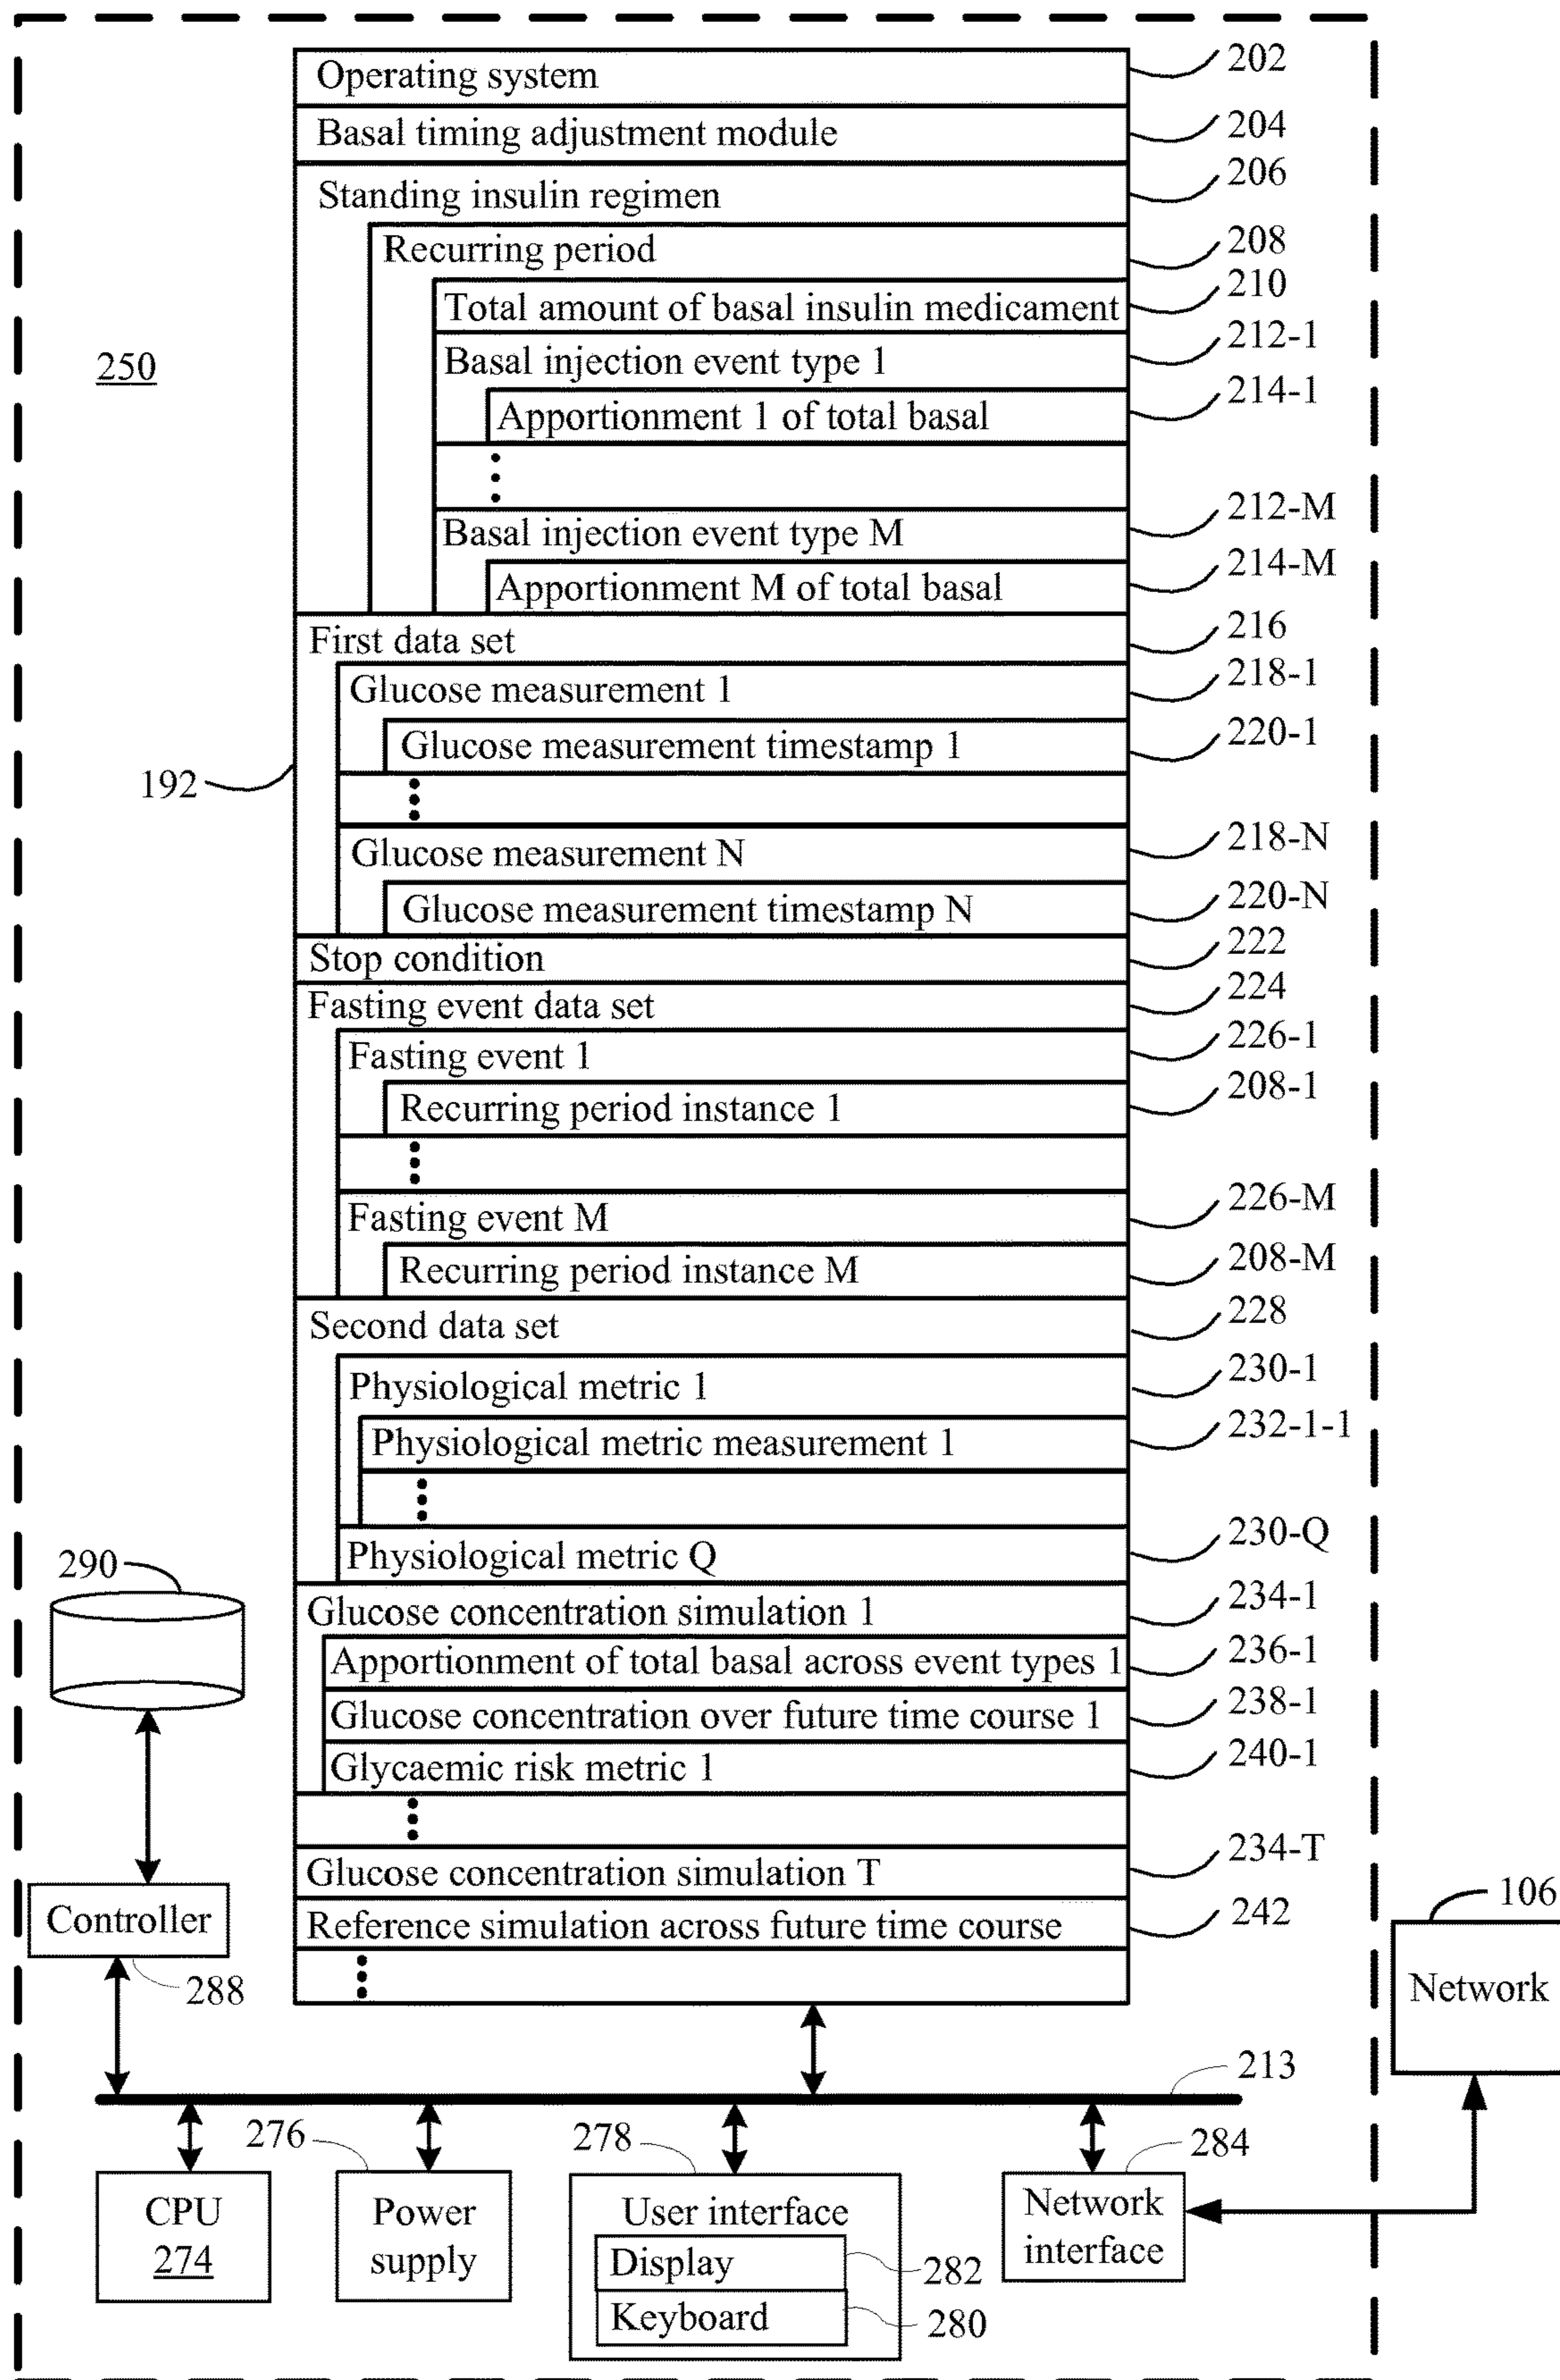 Operating system 202
Basal timing adjustment module 204
Standing insulin regimen 206
Recurring period 208
Total amount of basal insulin medicament 210
250
Basal injection event type 1 212-1
Apportionment 1 of total basal 214-1
Basal injection event type M 212-M
Apportionment M of total basal 214-M
First data set 216
Glucose measurement 1 218-1
Glucose measurement timestamp 1 220-1
192
Glucose measurement N 218-N
Glucose measurement timestamp N 220-N
Stop condition 222
Fasting event data set 224
Fasting event 1 226-1
Recurring period instance 1 208-1
Fasting event M 226-M
Recurring period instance M 208-M
Second data set 228
Physiological metric 1 230-1
Physiological metric measurement 1 232-1-1
Physiological metric Q 230-Q
290
Glucose concentration simulation 1 234-1
Apportionment of total basal across event types 1 236-1
Glucose concentration over future time course 1 238-1
Glycaemic risk metric 1 240-1
Glucose concentration simulation T 234-T
Reference simulation across future time course 242
Controller
288
106
Network
213
276
278
284
CPU
274
Power
supply
User interface
Display 282
Keyboard 280
Network
interface